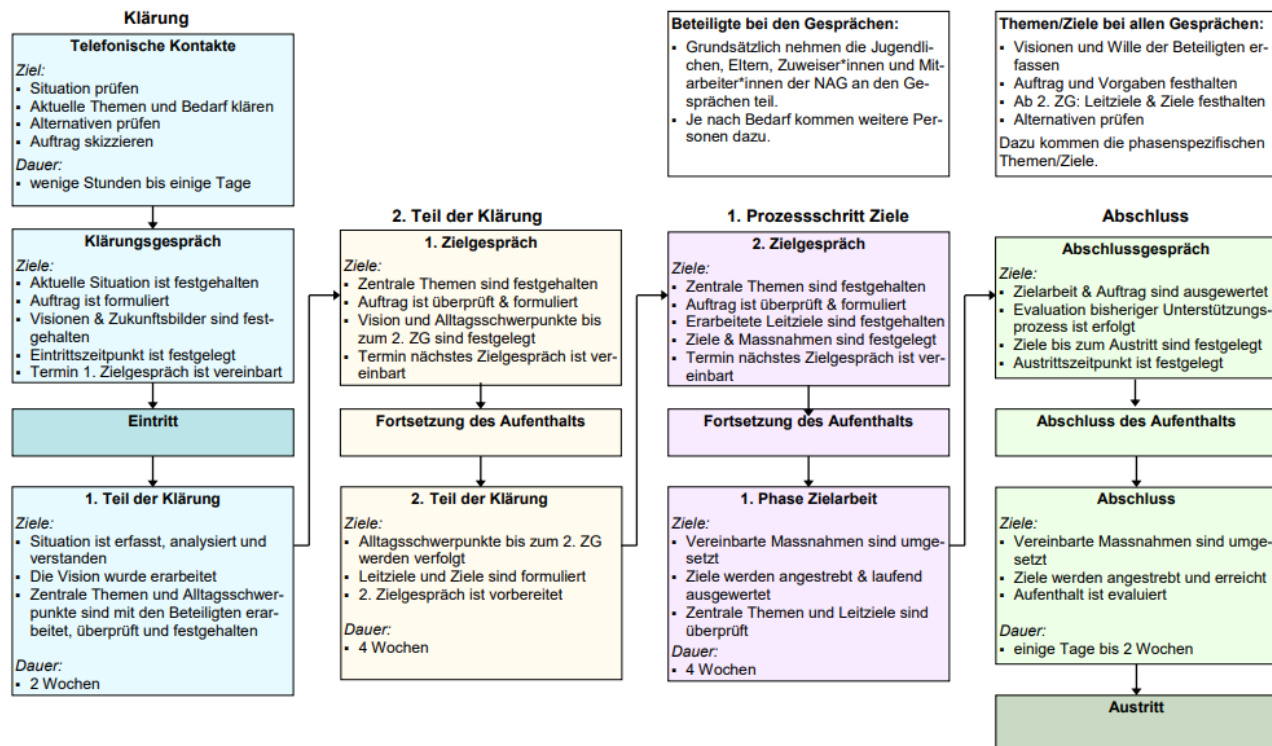 Klärung
Telefonische Kontakte
Ziel:
▪ Situation prüfen
▪ Aktuelle Themen und Bedarf klären
▪ Alternativen prüfen
▪ Auftrag skizzieren
Dauer:
▪ wenige Stunden bis einige Tage
Beteiligte bei den Gesprächen:
▪ Grundsätzlich nehmen die Jugendli-
chen, Eltern, Zuweiser*innen und Mit-
arbeiter*innen der NAG an den Ge-
sprächen teil.
▪ Je nach Bedarf kommen weitere Per-
sonen dazu.
Themen/Ziele bei allen Gesprächen:
▪ Visionen und Wille der Beteiligten er-
fassen
▪ Auftrag und Vorgaben festhalten
▪ Ab 2. ZG: Leitziele & Ziele festhalten
▪ Alternativen prüfen
Dazu kommen die phasenspezifischen
Themen/Ziele.
Klärungsgespräch
Ziele:
▪ Aktuelle Situation ist festgehalten
▪ Auftrag ist formuliert
▪ Visionen & Zukunftsbilder sind fest-
gehalten
▪ Eintrittszeitpunkt ist festgelegt
▪ Termin 1. Zielgespräch ist vereinbart
Eintritt
1. Teil der Klärung
Ziele:
▪ Situation ist erfasst, analysiert und
verstanden
▪ Die Vision wurde erarbeitet
▪ Zentrale Themen und Alltagsschwer-
punkte sind mit den Beteiligten erar-
beitet, überprüft und festgehalten
Dauer:
▪ 2 Wochen
2. Teil der Klärung
1. Zielgespräch
Ziele:
▪ Zentrale Themen sind festgehalten
▪ Auftrag ist überprüft & formuliert
▪ Vision und Alltagsschwerpunkte bis
zum 2. ZG sind festgelegt
▪ Termin nächstes Zielgespräch ist ver-
einbart
Fortsetzung des Aufenthalts
2. Teil der Klärung
Ziele:
▪ Alltagsschwerpunkte bis zum 2. ZG
werden verfolgt
▪ Leitziele und Ziele sind formuliert
▪ 2. Zielgespräch ist vorbereitet
Dauer:
▪ 4 Wochen
1. Prozessschritt Ziele
2. Zielgespräch
Ziele:
▪ Zentrale Themen sind festgehalten
▪ Auftrag ist überprüft & formuliert
▪ Erarbeitete Leitziele sind festgehalten
▪ Ziele & Massnahmen sind festgelegt
▪ Termin nächstes Zielgespräch ist ver-
einbart
Fortsetzung des Aufenthalts
1. Phase Zielarbeit
Ziele:
▪ Vereinbarte Massnahmen sind umge-
setzt
▪ Ziele werden angestrebt & laufend
ausgewertet
▪ Zentrale Themen und Leitziele sind
überprüft
Dauer:
▪ 4 Wochen
Abschluss
Abschlussgespräch
Ziele:
▪ Zielarbeit & Auftrag sind ausgewertet
▪ Evaluation bisheriger Unterstützungs-
prozess ist erfolgt
▪ Ziele bis zum Austritt sind festgelegt
▪ Austrittszeitpunkt ist festgelegt
Abschluss des Aufenthalts
Abschluss
Ziele:
▪ Vereinbarte Massnahmen sind umge-
setzt
▪ Ziele werden angestrebt und erreicht
▪ Aufenthalt ist evaluiert
Dauer:
▪ einige Tage bis 2 Wochen
Austritt